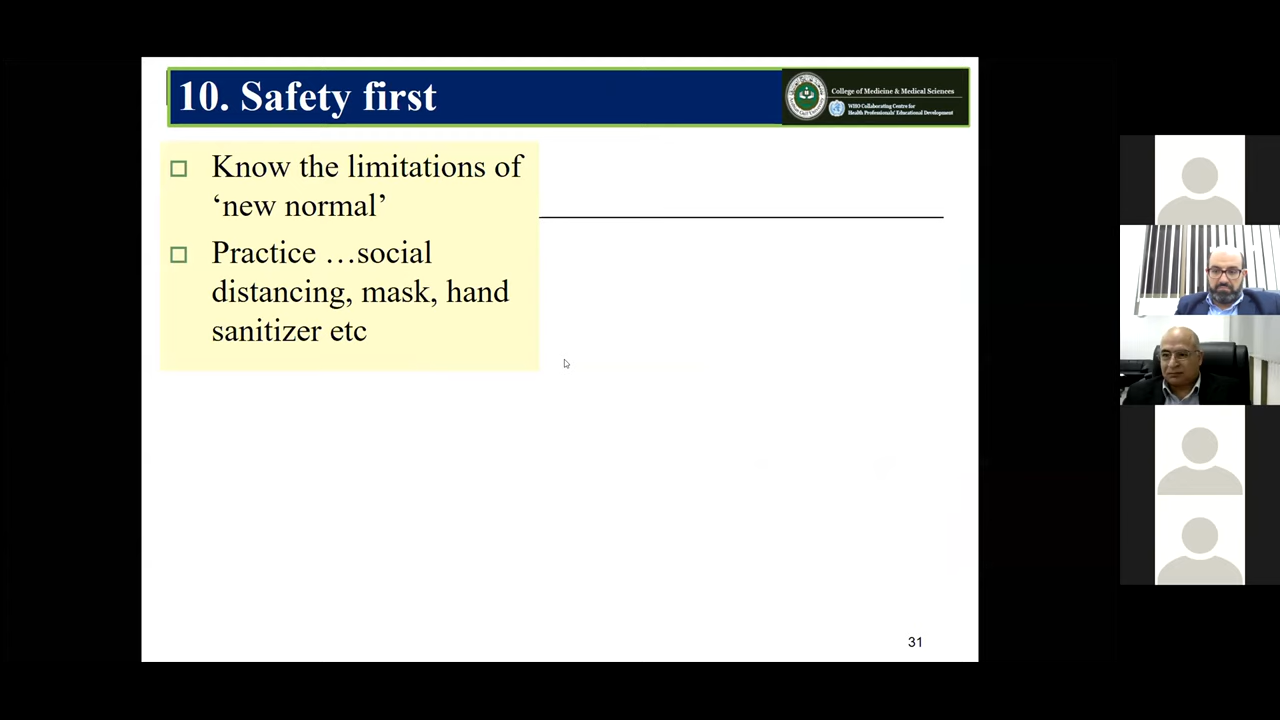 10. Safety first
College of Medicine & Medical Sciences
WHO Collaborating Centre for
Health Professionals' Educational Development
Know the limitations of
‘new normal’
Practice …social
distancing, mask, hand
sanitizer etc
31